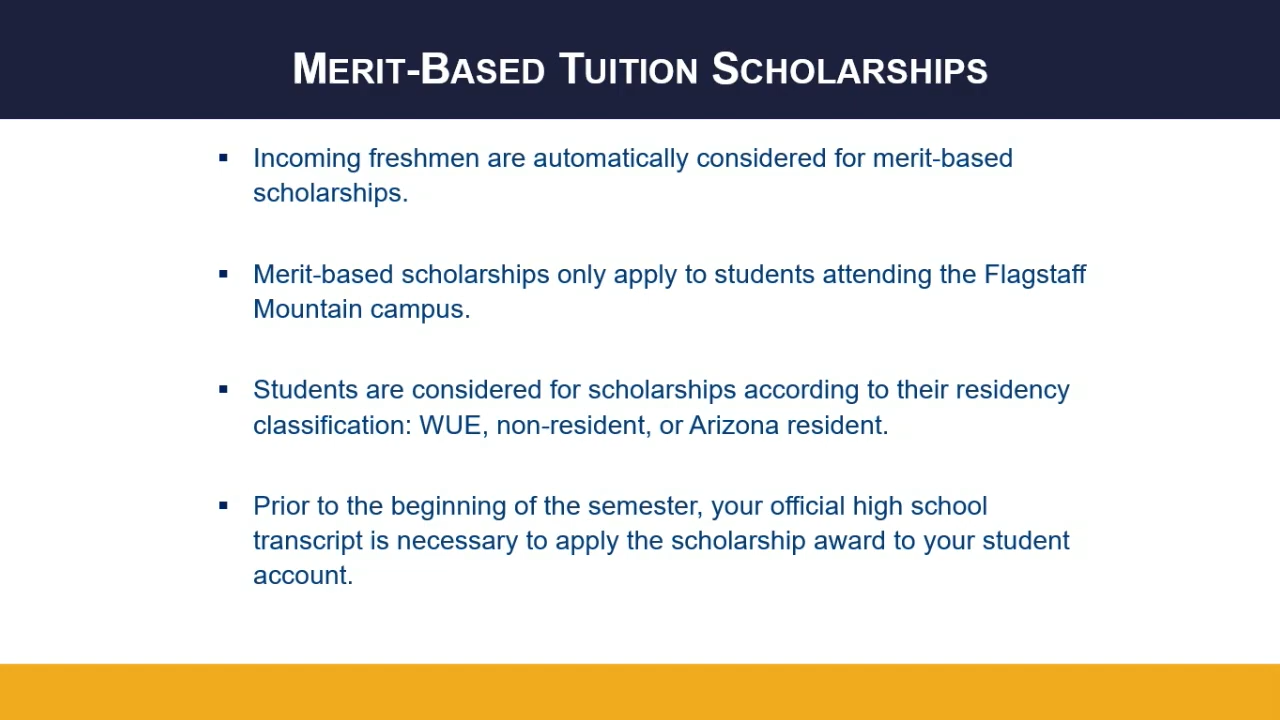 MERIT-BASED TUITION SCHOLARSHIPS
▪ Incoming freshmen are automatically considered for merit-based
scholarships.
▪ Merit-based scholarships only apply to students attending the Flagstaff
Mountain campus.
▪ Students are considered for scholarships according to their residency
classification: WUE, non-resident, or Arizona resident.
▪ Prior to the beginning of the semester, your official high school
transcript is necessary to apply the scholarship award to your student
account.